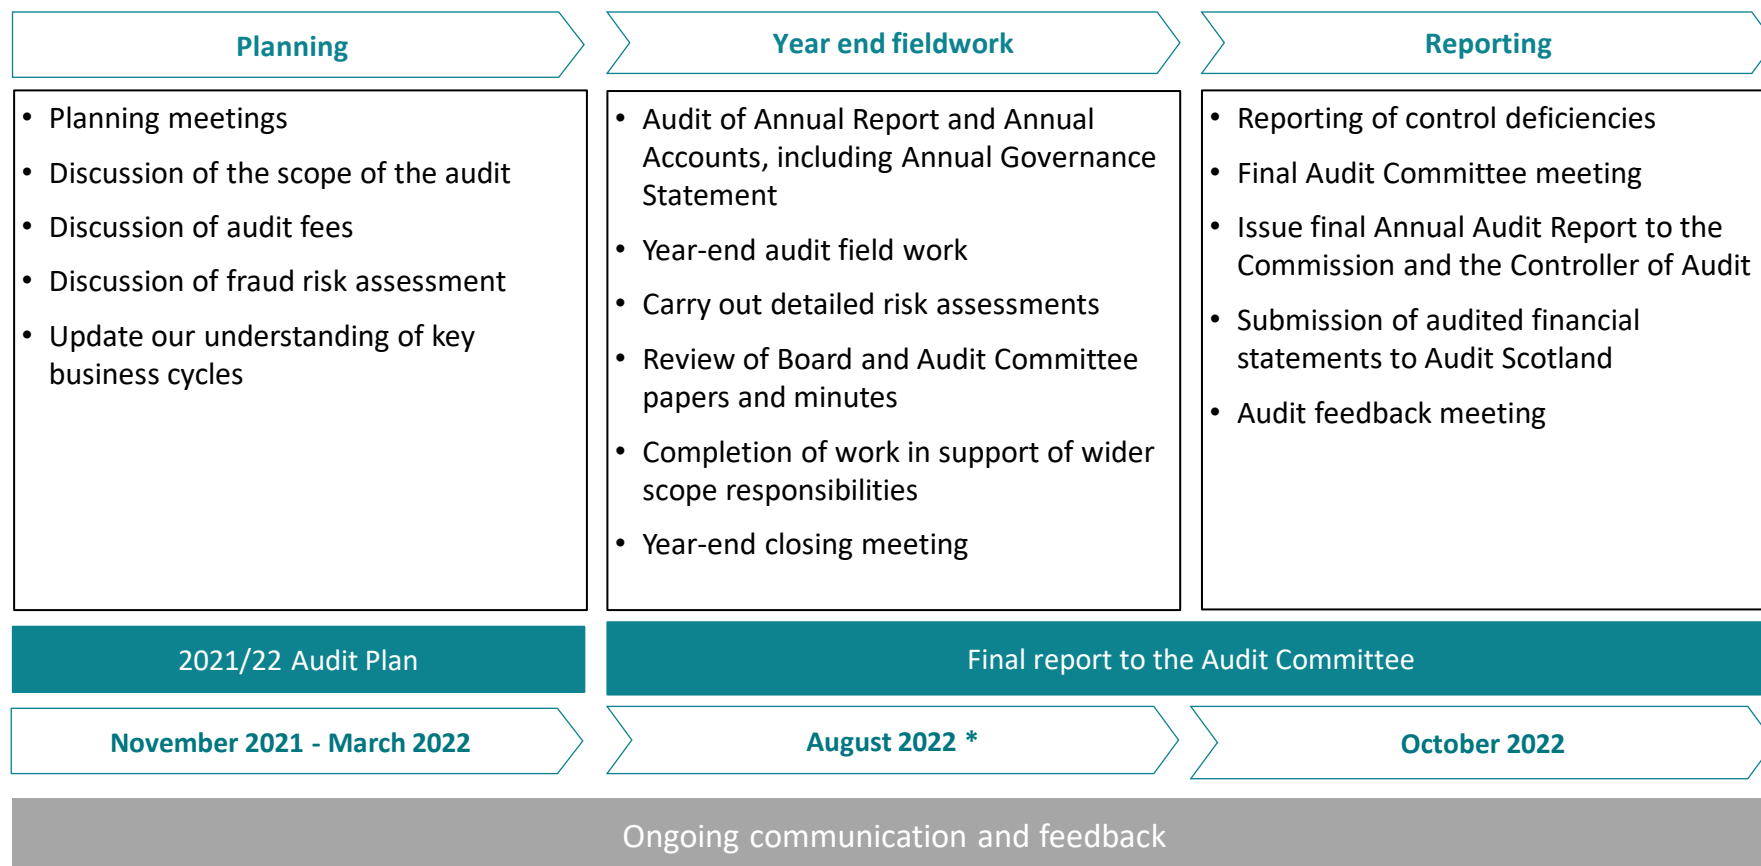 Planning
Year end fieldwork
Reporting
• Planning meetings
• Discussion of the scope of the audit
• Discussion of audit fees
• Discussion of fraud risk assessment
• Update our understanding of key
business cycles
• Audit of Annual Report and Annual
Accounts, including Annual Governance
Statement
• Year-end audit field work
• Carry out detailed risk assessments
• Review of Board and Audit Committee
papers and minutes
• Completion of work in support of wider
scope responsibilities
• Year-end closing meeting
• Reporting of control deficiencies
• Final Audit Committee meeting
• Issue final Annual Audit Report to the
Commission and the Controller of Audit
• Submission of audited financial
statements to Audit Scotland
• Audit feedback meeting
2021/22 Audit Plan
Final report to the Audit Committee
November 2021 - March 2022
August 2022 *
October 2022
Ongoing communication and feedback